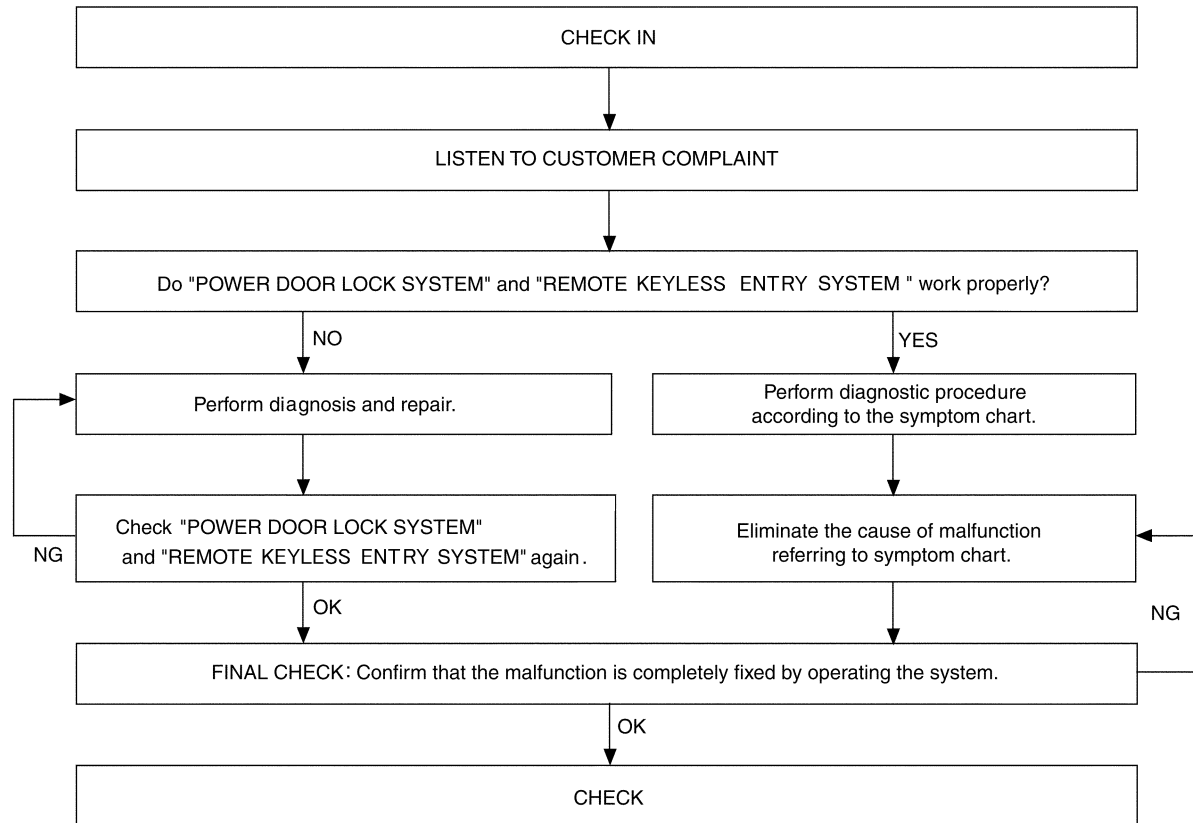 CHECK IN
LISTEN TO CUSTOMER COMPLAINT
Do "POWER DOOR LOCK SYSTEM" and "REMOTE KEYLESS ENTRY SYSTEM " work properly?
NO
YES
Perform diagnosis and repair.
Perform diagnostic procedure
according to the symptom chart.
NG
Check "POWER DOOR LOCK SYSTEM"
and "REMOTE KEYLESS ENTRY SYSTEM" again.
Eliminate the cause of malfunction
referring to symptom chart.
OK
NG
FINAL CHECK: Confirm that the malfunction is completely fixed by operating the system.
OK
CHECK